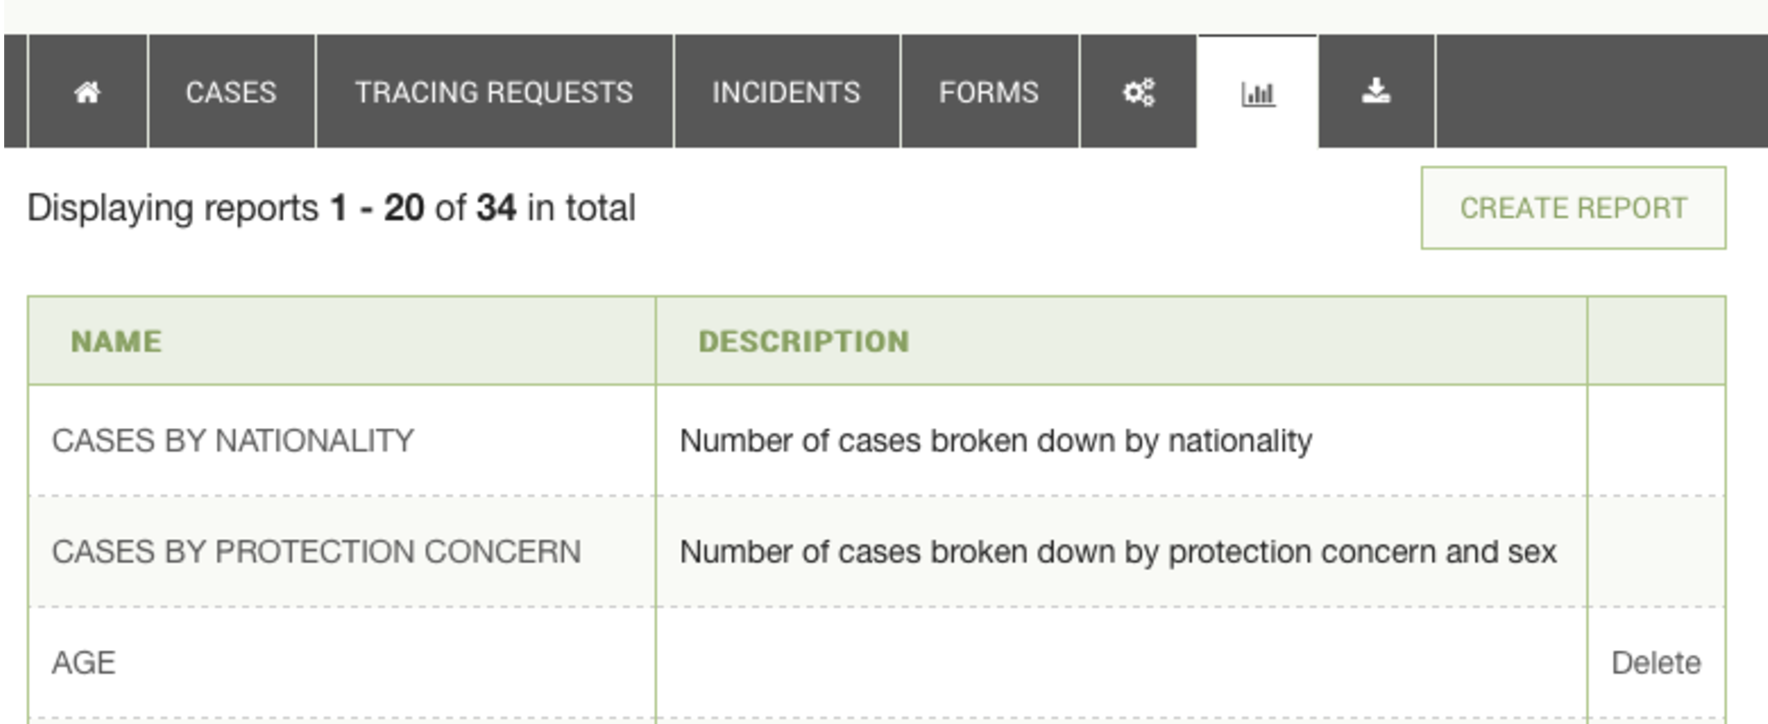 CASES TRACING REQUESTS INCIDENTS FORMS
Displaying reports 1 - 20 of 34 in total
CREATE REPORT
NAME DESCRIPTION
CASES BY NATIONALITY Number of cases broken down by nationality
CASES BY PROTECTION CONCERN Number of cases broken down by protection concern and sex
AGE Delete